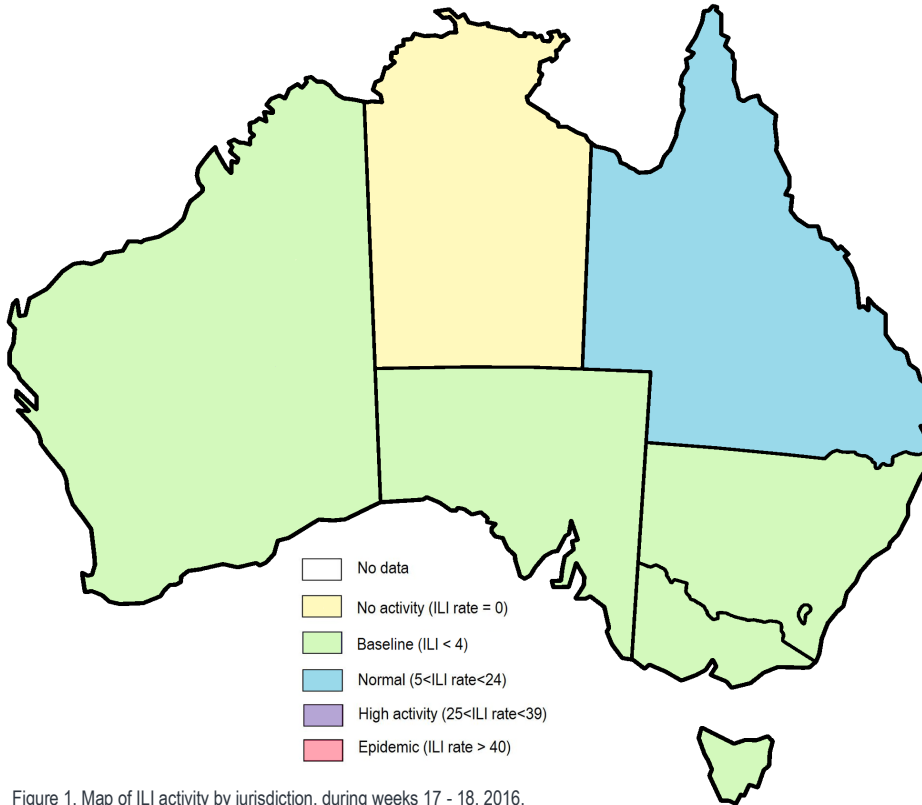 No data
No activity (ILI rate = 0)
Baseline (ILI < 4)
Normal (5<ILI rate<24)
High activity (25<ILI rate<39)
Epidemic (ILI rate > 40)
Figure 1. Map of ILI activity by jurisdiction, during weeks 17 - 18, 2016.